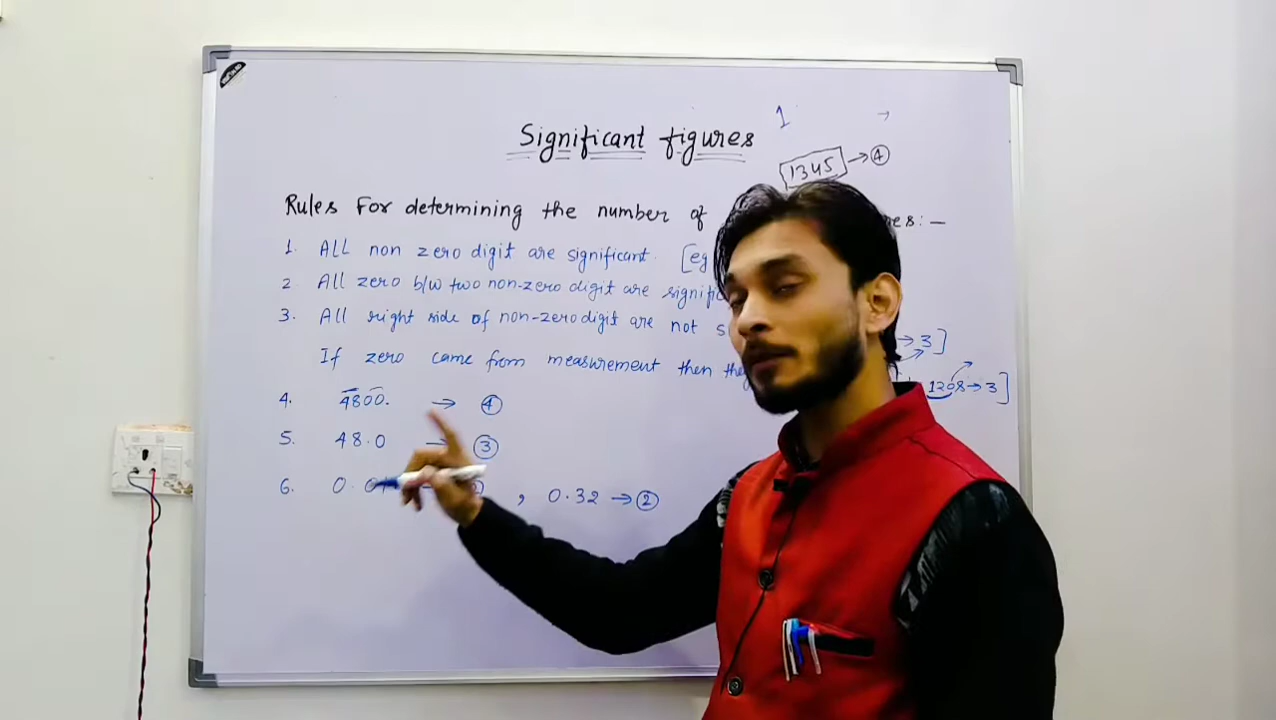 Significant figures 1 →
1345 → ④
Rules For determining the number of es : —
1. ALL non zero digit are significant. [eg
2 ALL zero b/w two non-zero digit are signific
3. ALL right side of non-zero digit are not s → 3]
If zero came from measurement then the → 3]
4. 4800. → ④
5. 48.0 → ③
6. 0.0 , 0.32 → ②